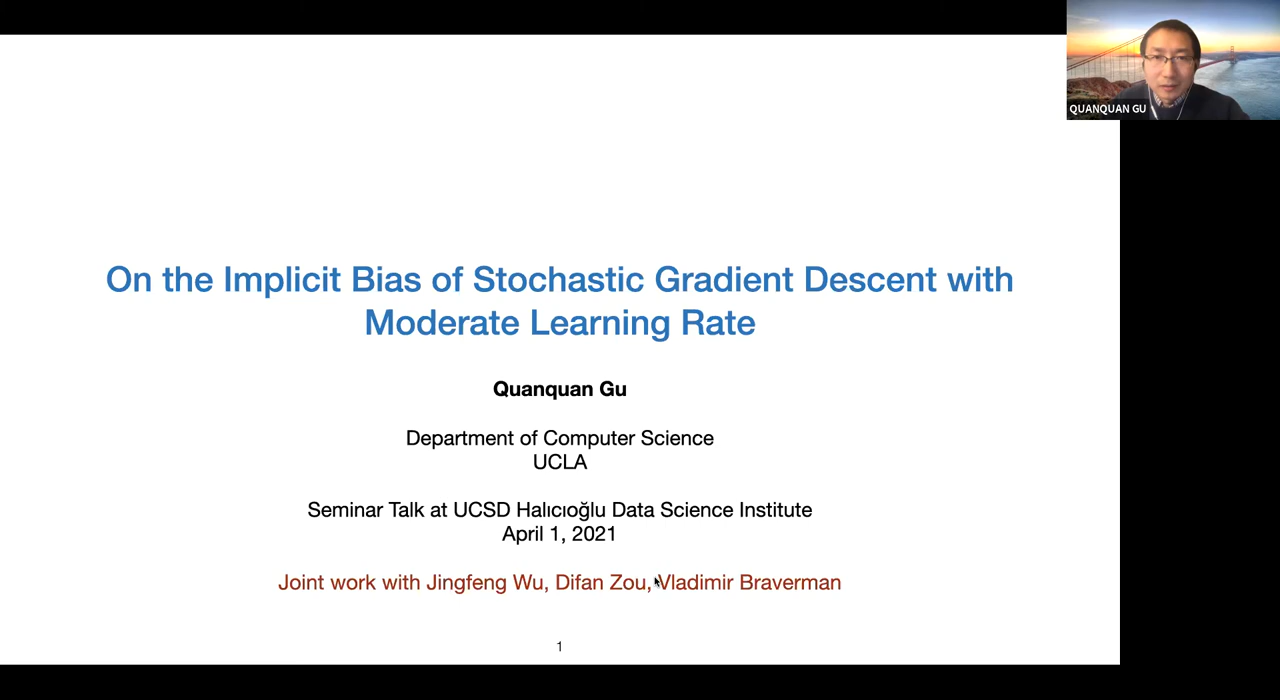 QUANQUAN GU
On the Implicit Bias of Stochastic Gradient Descent with
Moderate Learning Rate
Quanquan Gu
Department of Computer Science
UCLA
Seminar Talk at UCSD Halıcıoğlu Data Science Institute
April 1, 2021
Joint work with Jingfeng Wu, Difan Zou, Vladimir Braverman
1